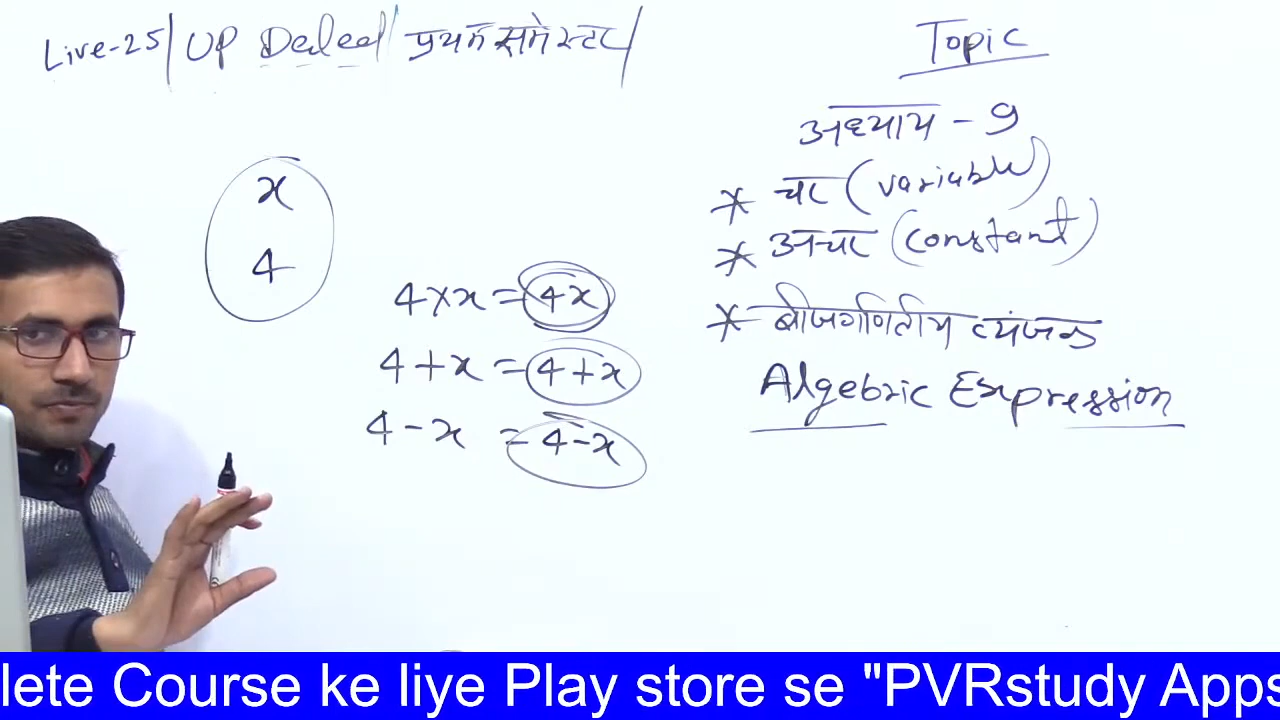 Live-25/ UP Deled/ प्रथम समेस्टर/
Topic
अध्याय - 9
* चर (variable)
* अचर (constant)
* बीजगणितीय व्यंजक
Algebric Expression
x
4
4×x = 4x
4+x = 4+x
4-x = 4-x
lete Course ke liye Play store se "PVRstudy Apps